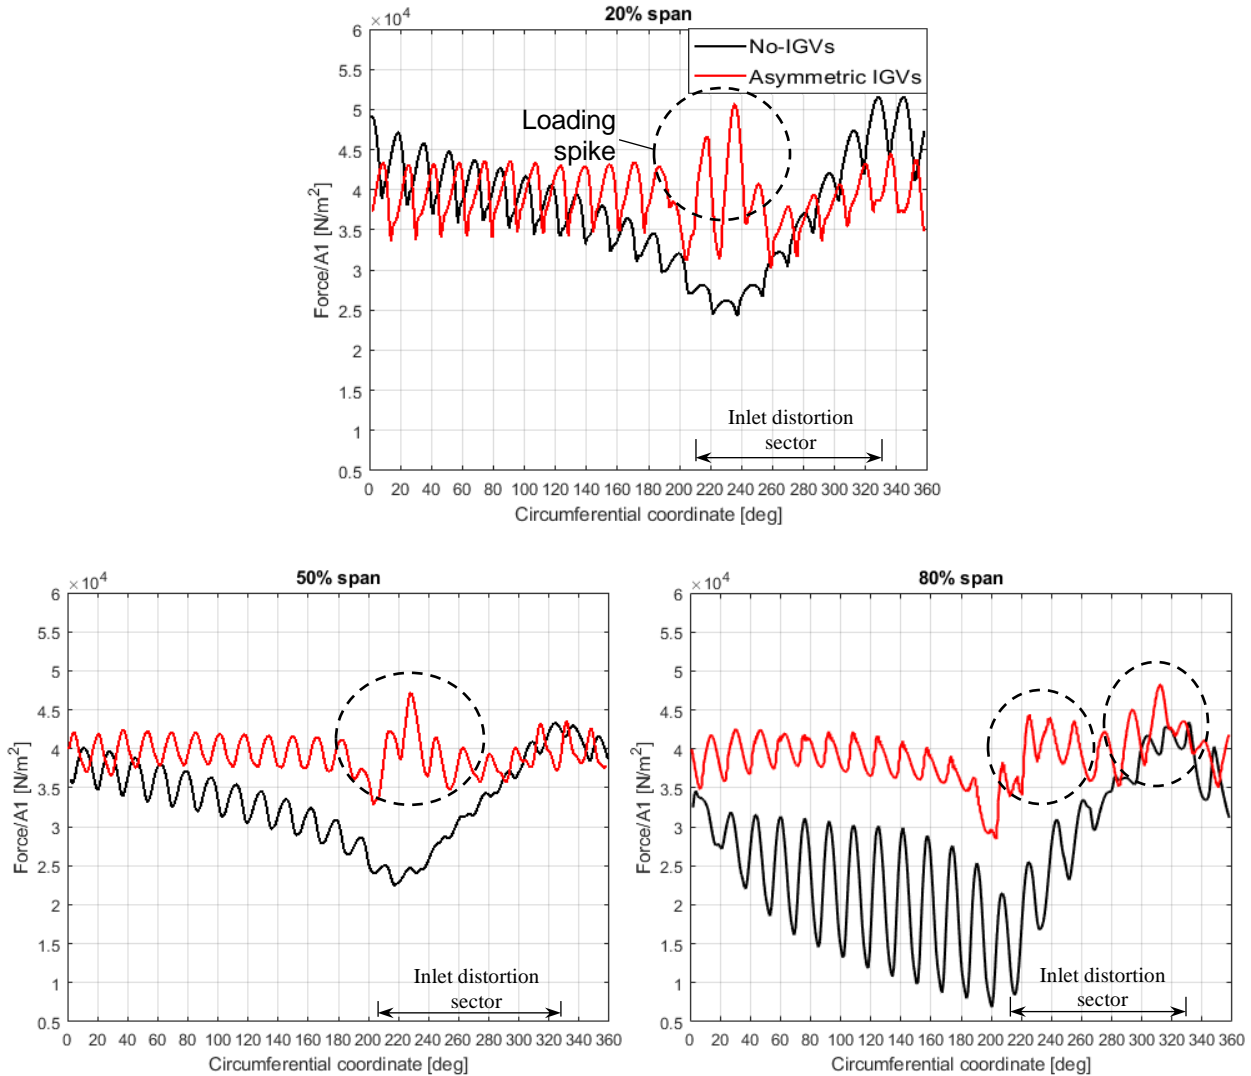 20% span
×10⁴
6
5.5
5
4.5
4
3.5
3
2.5
2
1.5
1
0.5
Force/A1 [N/m²]
No-IGVs
Asymmetric IGVs
Loading
spike
Inlet distortion
sector
0 20 40 60 80 100 120 140 160 180 200 220 240 260 280 300 320 340 360
Circumferential coordinate [deg]
50% span
×10⁴
6
5.5
5
4.5
4
3.5
3
2.5
2
1.5
1
0.5
Force/A1 [N/m²]
Inlet distortion
sector
0 20 40 60 80 100 120 140 160 180 200 220 240 260 280 300 320 340 360
Circumferential coordinate [deg]
80% span
×10⁴
6
5.5
5
4.5
4
3.5
3
2.5
2
1.5
1
0.5
Force/A1 [N/m²]
Inlet distortion
sector
0 20 40 60 80 100 120 140 160 180 200 220 240 260 280 300 320 340 360
Circumferential coordinate [deg]